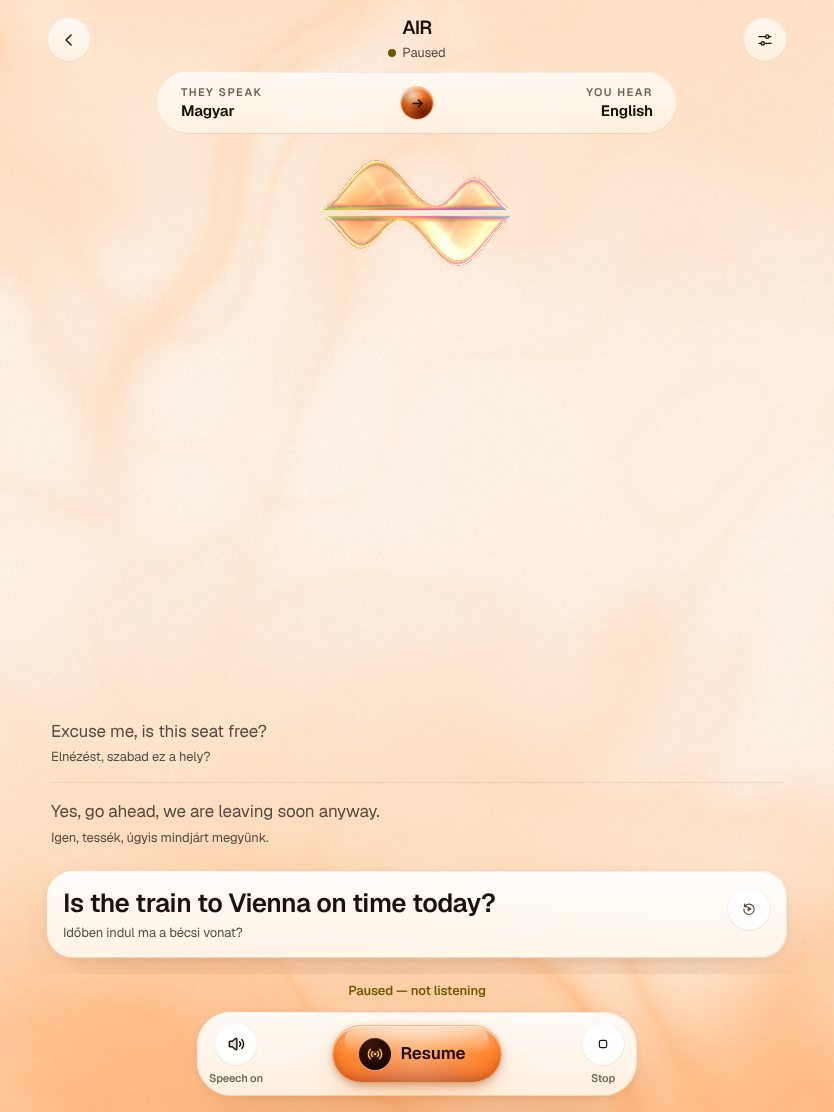 AIR
Paused
THEY SPEAK
Magyar
YOU HEAR
English
Excuse me, is this seat free?
Elnézést, szabad ez a hely?
Yes, go ahead, we are leaving soon anyway.
Igen, tessék, úgyis mindjárt megyünk.
Is the train to Vienna on time today?
Időben indul ma a bécsi vonat?
Paused — not listening
Speech on
Resume
Stop